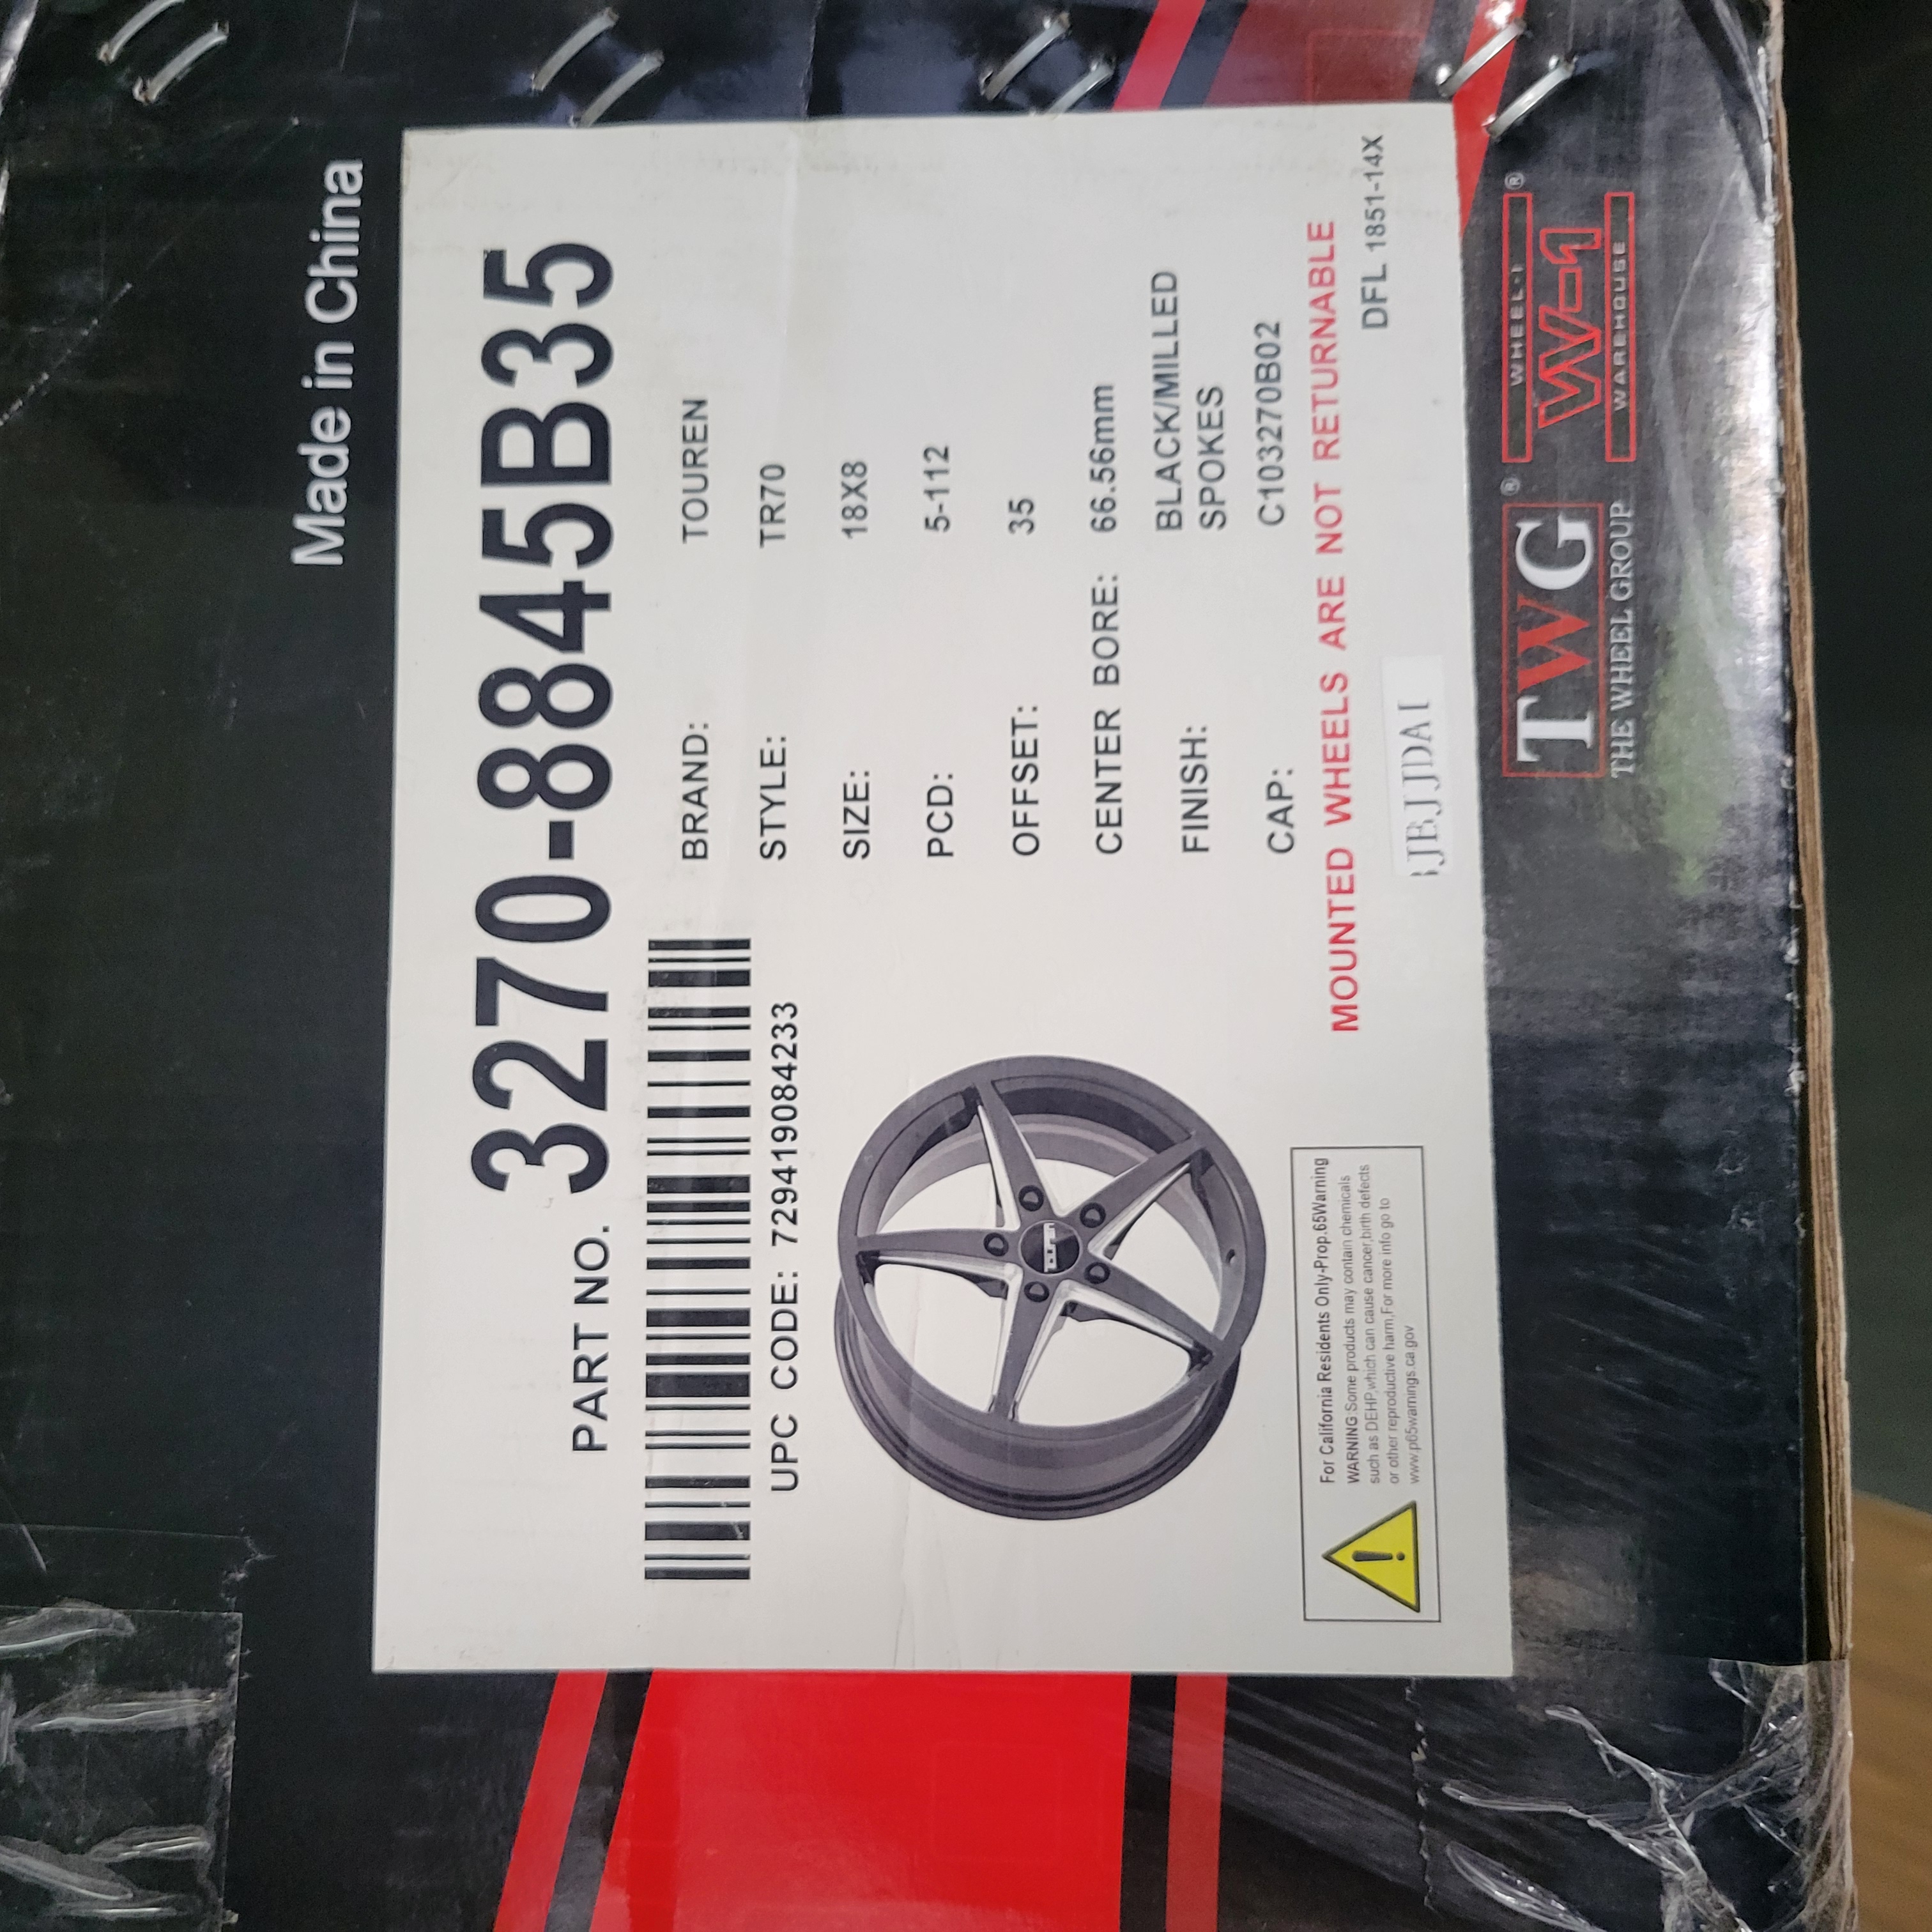 Made in China
PART NO. 3270-8845B35
UPC CODE: 729419084233
BRAND: TOUREN
STYLE: TR70
SIZE: 18X8
PCD: 5-112
OFFSET: 35
CENTER BORE: 66.56mm
FINISH: BLACK/MILLED
SPOKES
CAP: C103270B02
MOUNTED WHEELS ARE NOT RETURNABLE
DFL 1851-14X
For California Residents Only-Prop.65Warning
WARNING Some products may contain chemicals
such as DEHP,which can cause cancer,birth defects
or other reproductive harm,For more info go to
www.p65warnings.ca.gov
TWG®
THE WHEEL GROUP
WHEEL-1®
W-1
WAREHOUSE